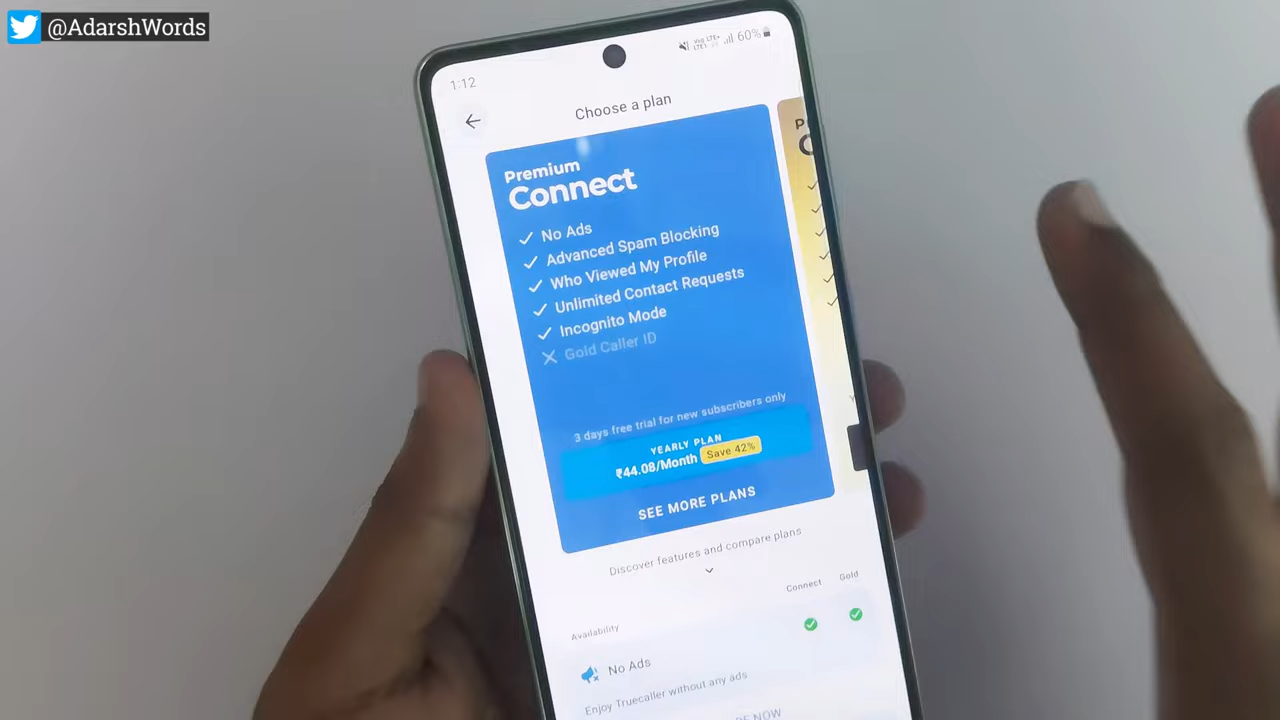 @AdarshWords
1:12
60%
Choose a plan
Premium
Connect
No Ads
Advanced Spam Blocking
Who Viewed My Profile
Unlimited Contact Requests
Incognito Mode
Gold Caller ID
3 days free trial for new subscribers only
YEARLY PLAN
₹44.08/Month Save 42%
SEE MORE PLANS
Discover features and compare plans
Connect Gold
Availability
No Ads
Enjoy Truecaller without any ads